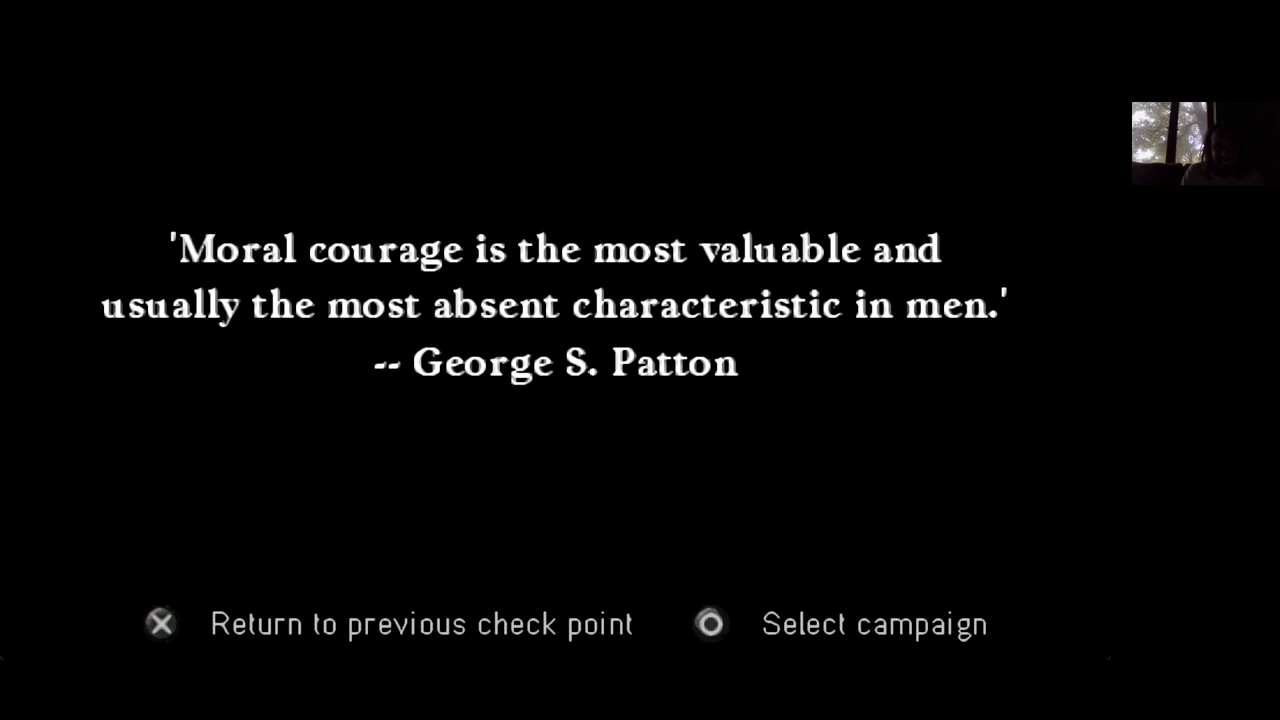 'Moral courage is the most valuable and
usually the most absent characteristic in men.'
-- George S. Patton
Return to previous check point
Select campaign